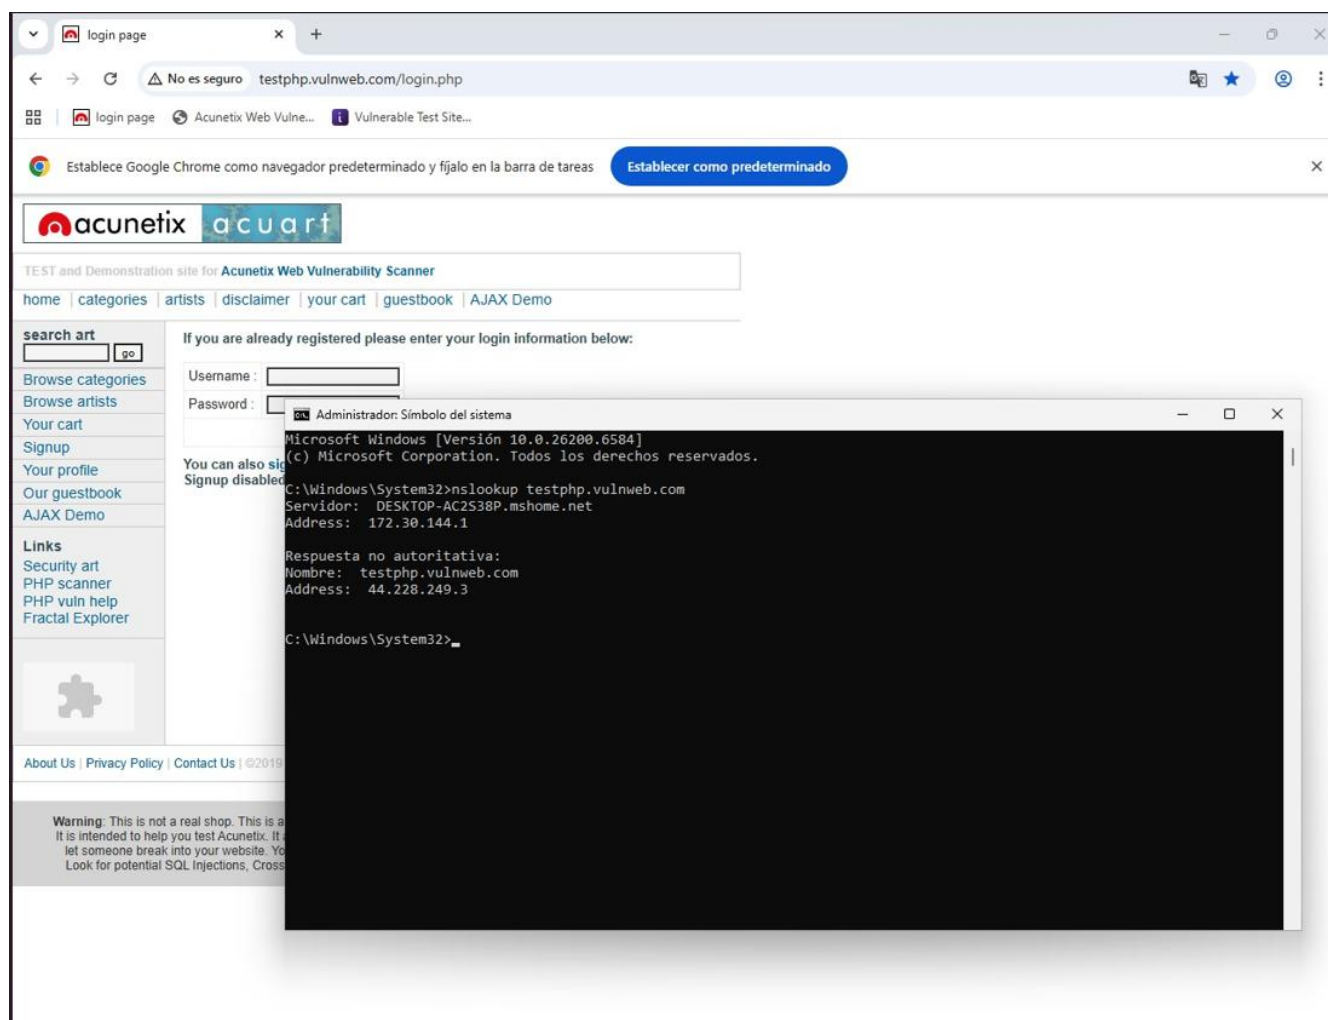 login page
No es seguro testphp.vulnweb.com/login.php
login page Acunetix Web Vulne... Vulnerable Test Site...
Establece Google Chrome como navegador predeterminado y fíjalo en la barra de tareas Establecer como predeterminado
acunetix acuart
TEST and Demonstration site for Acunetix Web Vulnerability Scanner
home | categories | artists | disclaimer | your cart | guestbook | AJAX Demo
search art
go
Browse categories
Browse artists
Your cart
Signup
Your profile
Our guestbook
AJAX Demo
Links
Security art
PHP scanner
PHP vuln help
Fractal Explorer
If you are already registered please enter your login information below:
Username :
Password :
You can also
Signup disabled
About Us | Privacy Policy | Contact Us | ©2019
Warning: This is not a real shop. This is a
It is intended to help you test Acunetix. It
let someone break into your website.
Look for potential SQL Injections, Cross
Administrador: Símbolo del sistema
Microsoft Windows [Versión 10.0.26200.6584]
(c) Microsoft Corporation. Todos los derechos reservados.
C:\Windows\System32>nslookup testphp.vulnweb.com
Servidor: DESKTOP-AC2S38P.mshome.net
Address: 172.30.144.1
Respuesta no autoritativa:
Nombre: testphp.vulnweb.com
Address: 44.228.249.3
C:\Windows\System32>